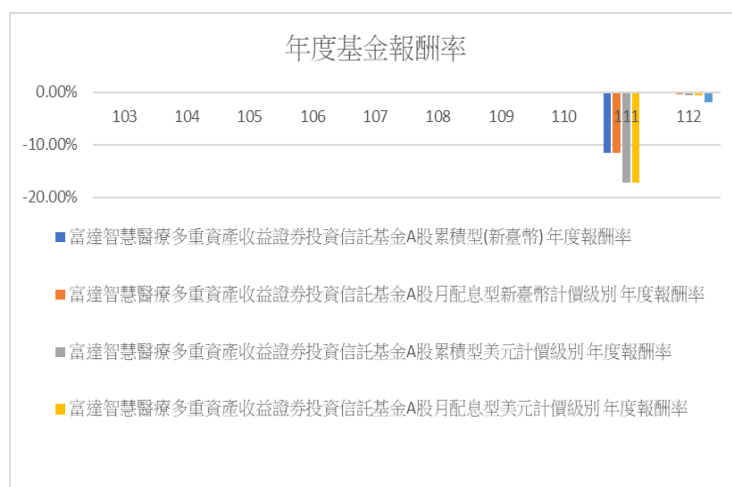 年度基金報酬率
0.00%
103 104 105 106 107 108 109 110 111 112
-10.00%
-20.00%
富達智慧醫療多重資產收益證券投資信託基金A股累積型(新臺幣) 年度報酬率
富達智慧醫療多重資產收益證券投資信託基金A股月配息型新臺幣計價級別 年度報酬率
富達智慧醫療多重資產收益證券投資信託基金A股累積型美元計價級別 年度報酬率
富達智慧醫療多重資產收益證券投資信託基金A股月配息型美元計價級別 年度報酬率